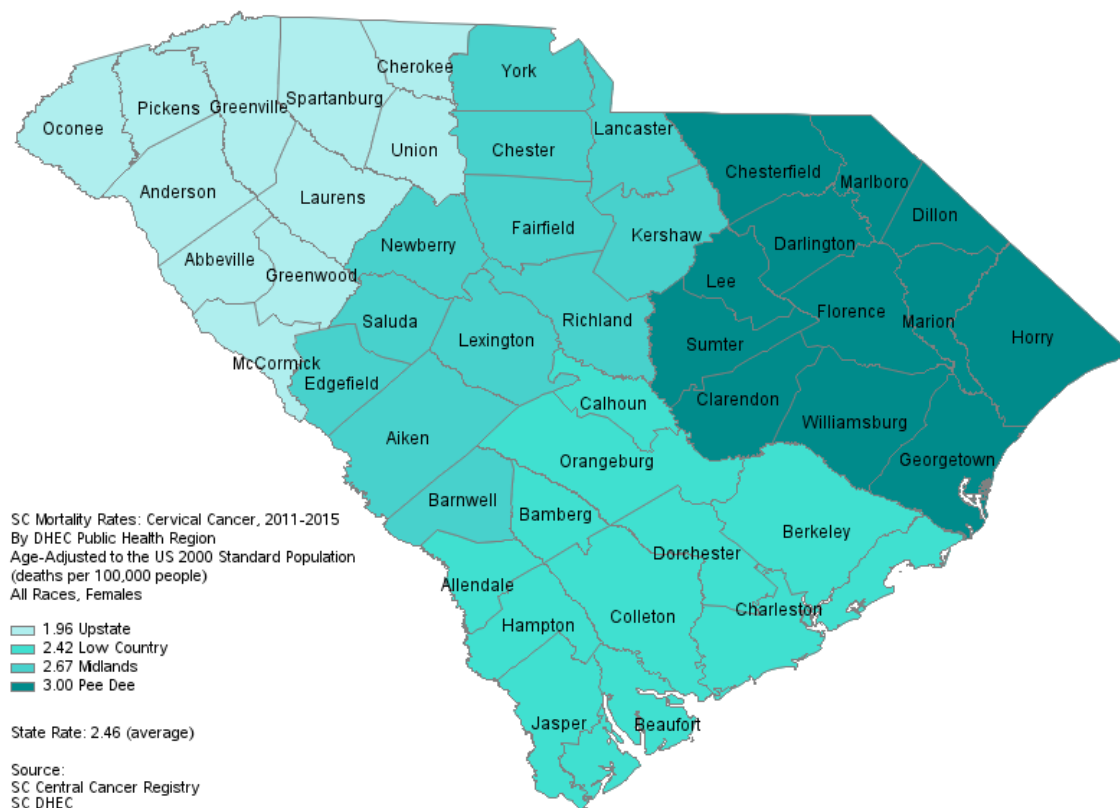 Cherokee
York
Spartanburg
Pickens
Greenville
Oconee
Lancaster
Union
Chester
Chesterfield
Marlboro
Anderson
Laurens
Dillon
Fairfield
Kershaw
Newberry
Darlington
Abbeville
Greenwood
Lee
Florence
Saluda
Richland
Marion
Lexington
Sumter
Horry
McCormick
Edgefield
Clarendon
Calhoun
Williamsburg
Aiken
Orangeburg
Georgetown
Barnwell
Bamberg
Berkeley
Dorchester
Allendale
Charleston
Colleton
Hampton
Jasper
Beaufort
SC Mortality Rates: Cervical Cancer, 2011-2015
By DHEC Public Health Region
Age-Adjusted to the US 2000 Standard Population
(deaths per 100,000 people)
All Races, Females
1.96 Upstate
2.42 Low Country
2.67 Midlands
3.00 Pee Dee
State Rate: 2.46 (average)
Source:
SC Central Cancer Registry
SC DHEC